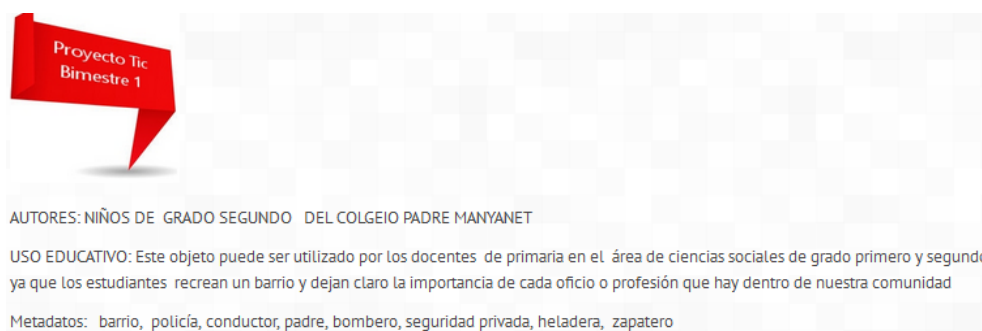 Proyecto Tic
Bimestre 1
AUTORES: NIÑOS DE GRADO SEGUNDO DEL COLGEIO PADRE MANYANET
USO EDUCATIVO: Este objeto puede ser utilizado por los docentes de primaria en el área de ciencias sociales de grado primero y segundo
ya que los estudiantes recrean un barrio y dejan claro la importancia de cada oficio o profesión que hay dentro de nuestra comunidad
Metadatos: barrio, policía, conductor, padre, bombero, seguridad privada, heladera, zapatero